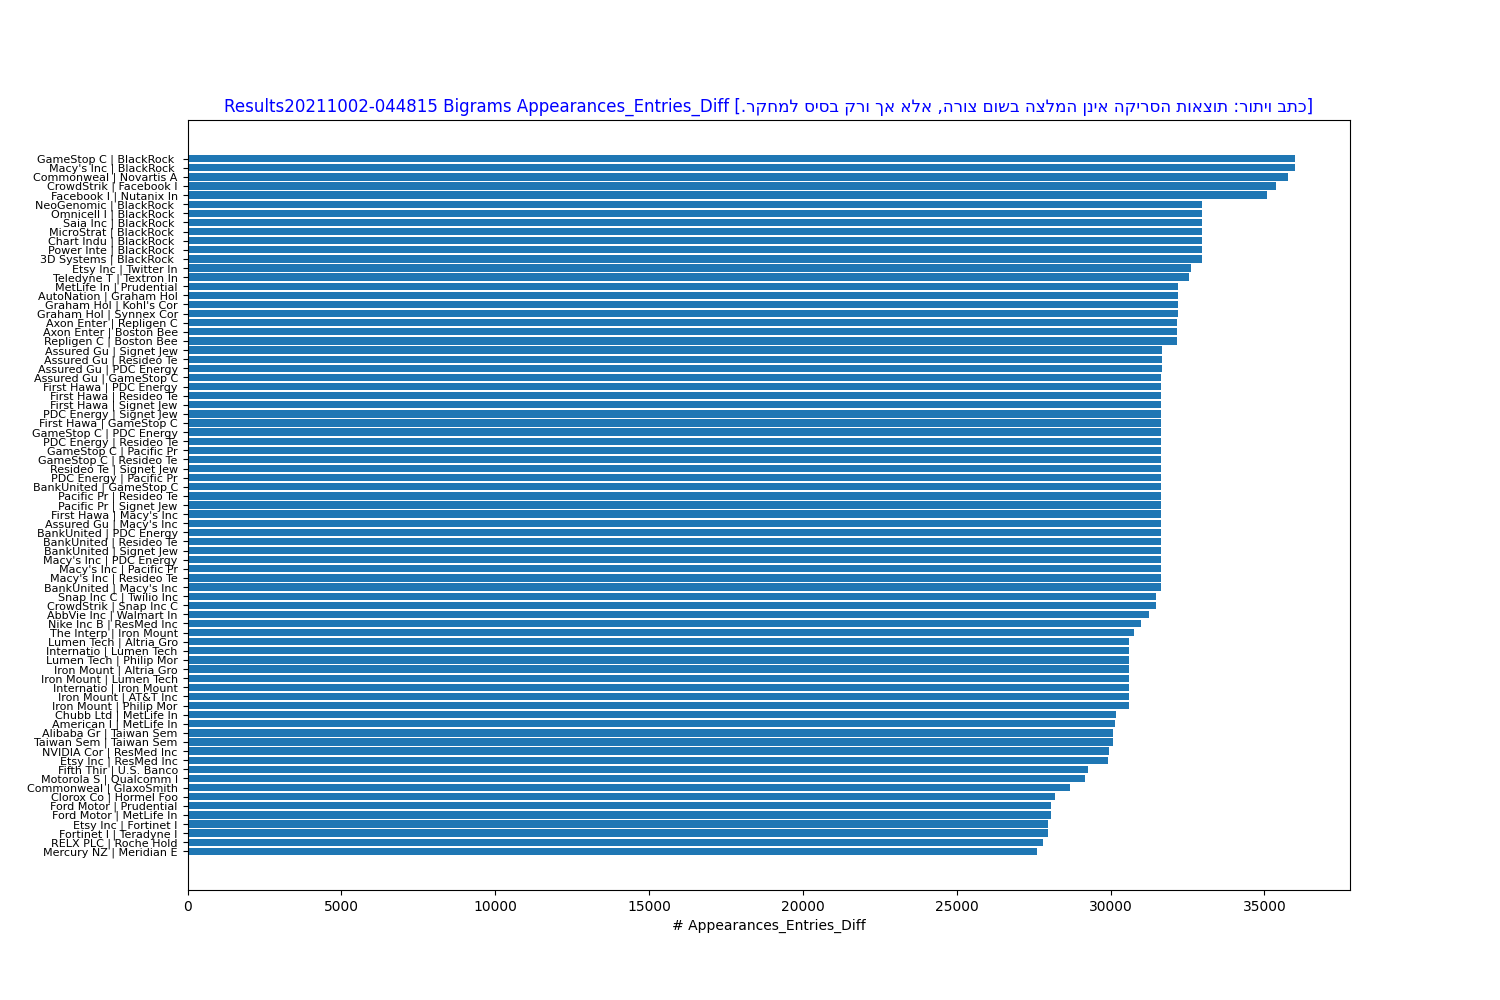 Results20211002-044815 Bigrams Appearances_Entries_Diff [כתב ויתור: תוצאות הסריקה אינן המלצה בשום צורה, אלא אך ורק בסיס למחקר.]
GameStop C | BlackRock
Macy's Inc | BlackRock
Commonweal | Novartis A
CrowdStrik | Facebook I
Facebook I | Nutanix In
NeoGenomic | BlackRock
Omnicell I | BlackRock
Saia Inc | BlackRock
MicroStrat | BlackRock
Chart Indu | BlackRock
Power Inte | BlackRock
3D Systems | BlackRock
Etsy Inc | Twitter In
Teledyne T | Textron In
MetLife In | Prudential
AutoNation | Graham Hol
Graham Hol | Kohl's Cor
Graham Hol | Synnex Cor
Axon Enter | Repligen C
Axon Enter | Boston Bee
Repligen C | Boston Bee
Assured Gu | Signet Jew
Assured Gu | Resideo Te
Assured Gu | PDC Energy
Assured Gu | GameStop C
First Hawa | PDC Energy
First Hawa | Resideo Te
First Hawa | Signet Jew
PDC Energy | Signet Jew
First Hawa | GameStop C
GameStop C | PDC Energy
PDC Energy | Resideo Te
GameStop C | Pacific Pr
GameStop C | Resideo Te
Resideo Te | Signet Jew
PDC Energy | Pacific Pr
BankUnited | GameStop C
Pacific Pr | Resideo Te
Pacific Pr | Signet Jew
First Hawa | Macy's Inc
Assured Gu | Macy's Inc
BankUnited | PDC Energy
BankUnited | Resideo Te
BankUnited | Signet Jew
Macy's Inc | PDC Energy
Macy's Inc | Pacific Pr
Macy's Inc | Resideo Te
BankUnited | Macy's Inc
Snap Inc C | Twilio Inc
CrowdStrik | Snap Inc C
AbbVie Inc | Walmart In
Nike Inc B | ResMed Inc
The Interp | Iron Mount
Lumen Tech | Altria Gro
Internatio | Lumen Tech
Lumen Tech | Philip Mor
Iron Mount | Altria Gro
Iron Mount | Lumen Tech
Internatio | Iron Mount
Iron Mount | AT&T Inc
Iron Mount | Philip Mor
Chubb Ltd | MetLife In
American I | MetLife In
Alibaba Gr | Taiwan Sem
Taiwan Sem | Taiwan Sem
NVIDIA Cor | ResMed Inc
Etsy Inc | ResMed Inc
Fifth Thir | U.S. Banco
Motorola S | Qualcomm I
Commonweal | GlaxoSmith
Clorox Co | Hormel Foo
Ford Motor | Prudential
Ford Motor | MetLife In
Etsy Inc | Fortinet I
Fortinet I | Teradyne I
RELX PLC | Roche Hold
Mercury NZ | Meridian E
0 5000 10000 15000 20000 25000 30000 35000
# Appearances_Entries_Diff